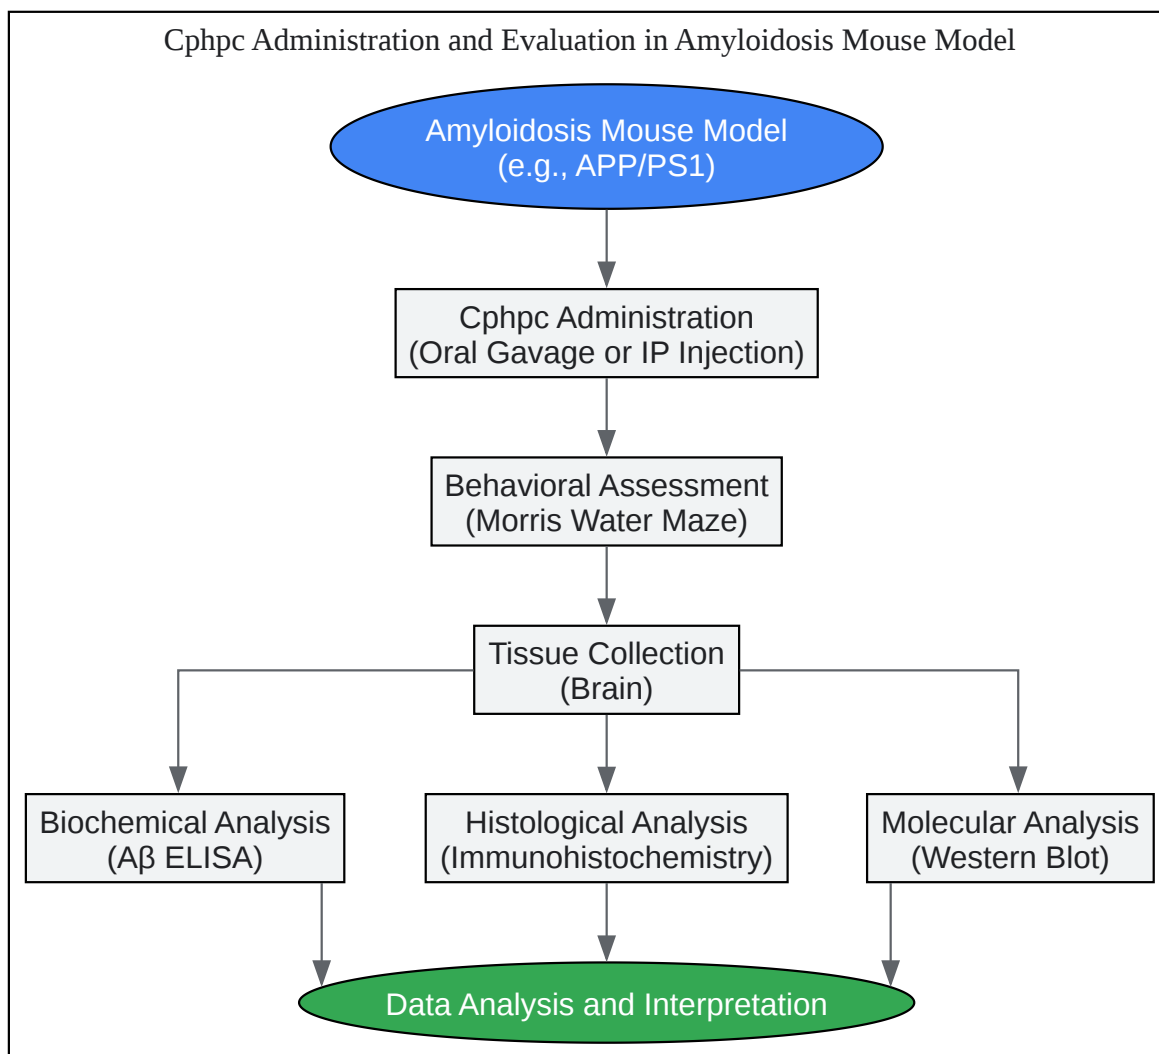 Cphpc Administration and Evaluation in Amyloidosis Mouse Model
Amyloidosis Mouse Model
(e.g., APP/PS1)
Cphpc Administration
(Oral Gavage or IP Injection)
Behavioral Assessment
(Morris Water Maze)
Tissue Collection
(Brain)
Biochemical Analysis
(Aβ ELISA)
Histological Analysis
(Immunohistochemistry)
Molecular Analysis
(Western Blot)
Data Analysis and Interpretation